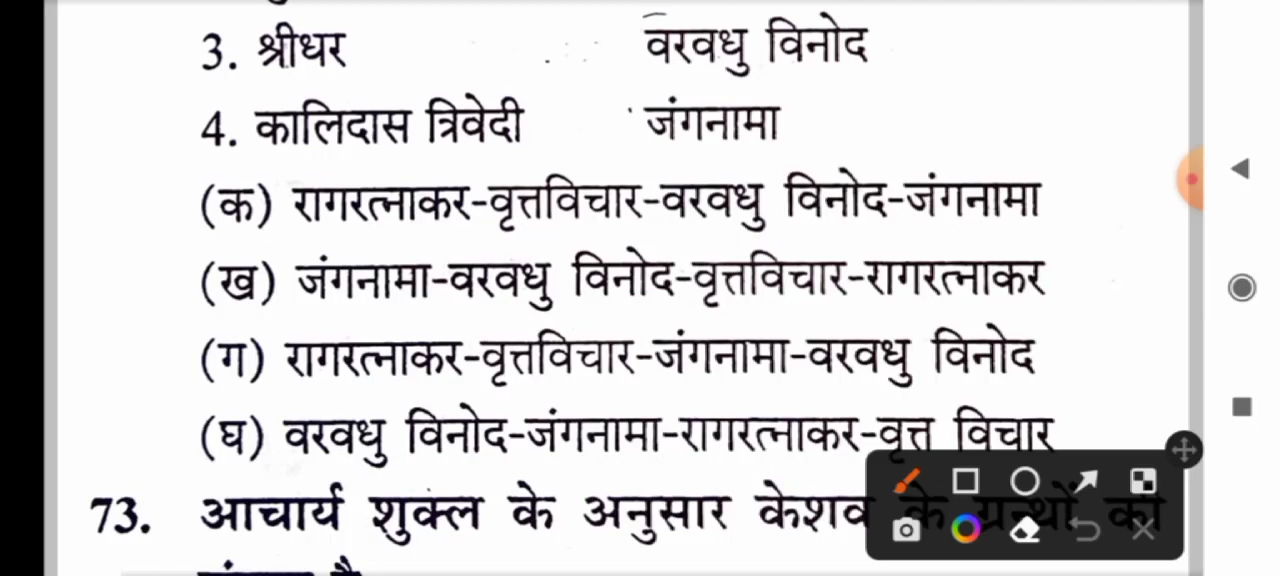 3. श्रीधर वरवधु विनोद
4. कालिदास त्रिवेदी जंगनामा
(क) रागरत्नाकर-वृत्तविचार-वरवधु विनोद-जंगनामा
(ख) जंगनामा-वरवधु विनोद-वृत्तविचार-रागरत्नाकर
(ग) रागरत्नाकर-वृत्तविचार-जंगनामा-वरवधु विनोद
(घ) वरवधु विनोद-जंगनामा-रागरत्नाकर-वृत्त विचार
73. आचार्य शुक्ल के अनुसार केशव के ग्रन्थों की